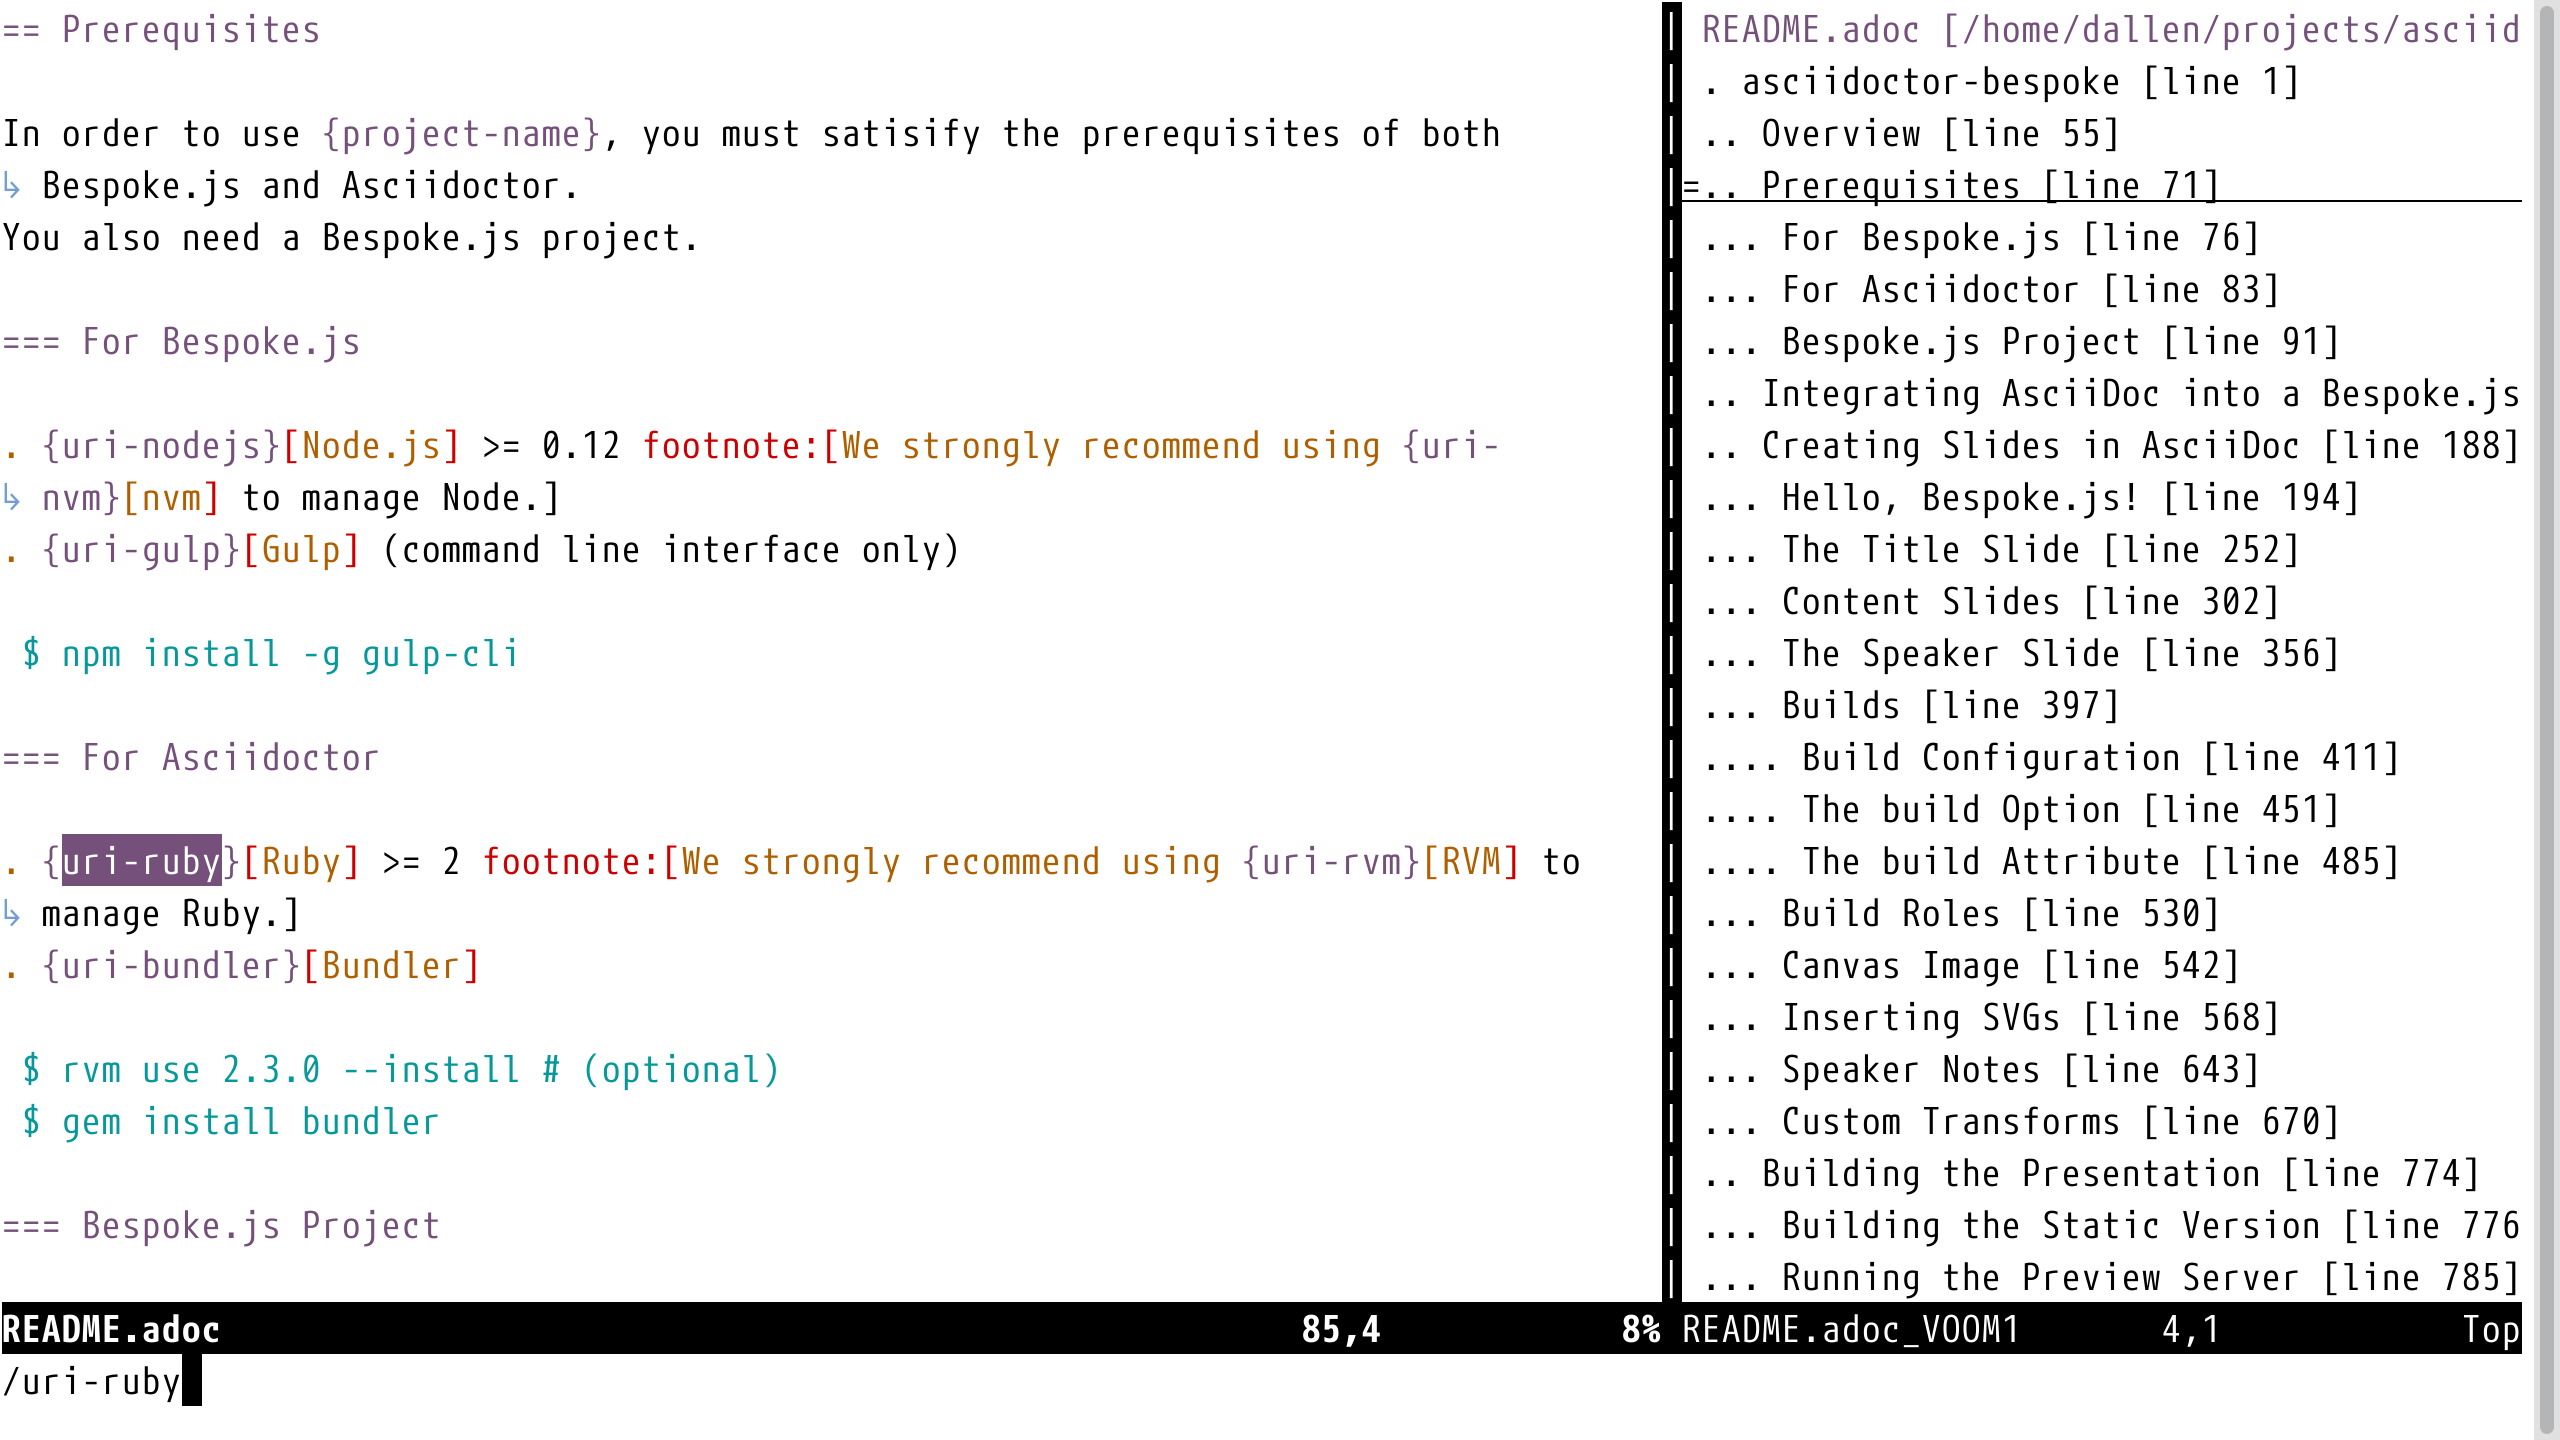 == Prerequisites
In order to use {project-name}, you must satisify the prerequisites of both
↳ Bespoke.js and Asciidoctor.
You also need a Bespoke.js project.
=== For Bespoke.js
. {uri-nodejs}[Node.js] >= 0.12 footnote:[We strongly recommend using {uri-
↳ nvm}[nvm] to manage Node.]
. {uri-gulp}[Gulp] (command line interface only)
$ npm install -g gulp-cli
=== For Asciidoctor
. {uri-ruby}[Ruby] >= 2 footnote:[We strongly recommend using {uri-rvm}[RVM] to
↳ manage Ruby.]
. {uri-bundler}[Bundler]
$ rvm use 2.3.0 --install # (optional)
$ gem install bundler
=== Bespoke.js Project
README.adoc [/home/dallen/projects/asciid
. asciidoctor-bespoke [line 1]
.. Overview [line 55]
=.. Prerequisites [line 71]
... For Bespoke.js [line 76]
... For Asciidoctor [line 83]
... Bespoke.js Project [line 91]
.. Integrating AsciiDoc into a Bespoke.js
.. Creating Slides in AsciiDoc [line 188]
... Hello, Bespoke.js! [line 194]
... The Title Slide [line 252]
... Content Slides [line 302]
... The Speaker Slide [line 356]
... Builds [line 397]
.... Build Configuration [line 411]
.... The build Option [line 451]
.... The build Attribute [line 485]
... Build Roles [line 530]
... Canvas Image [line 542]
... Inserting SVGs [line 568]
... Speaker Notes [line 643]
... Custom Transforms [line 670]
.. Building the Presentation [line 774]
... Building the Static Version [line 776
... Running the Preview Server [line 785]
README.adoc 85,4 8% README.adoc_VOOM1 4,1 Top
/uri-ruby